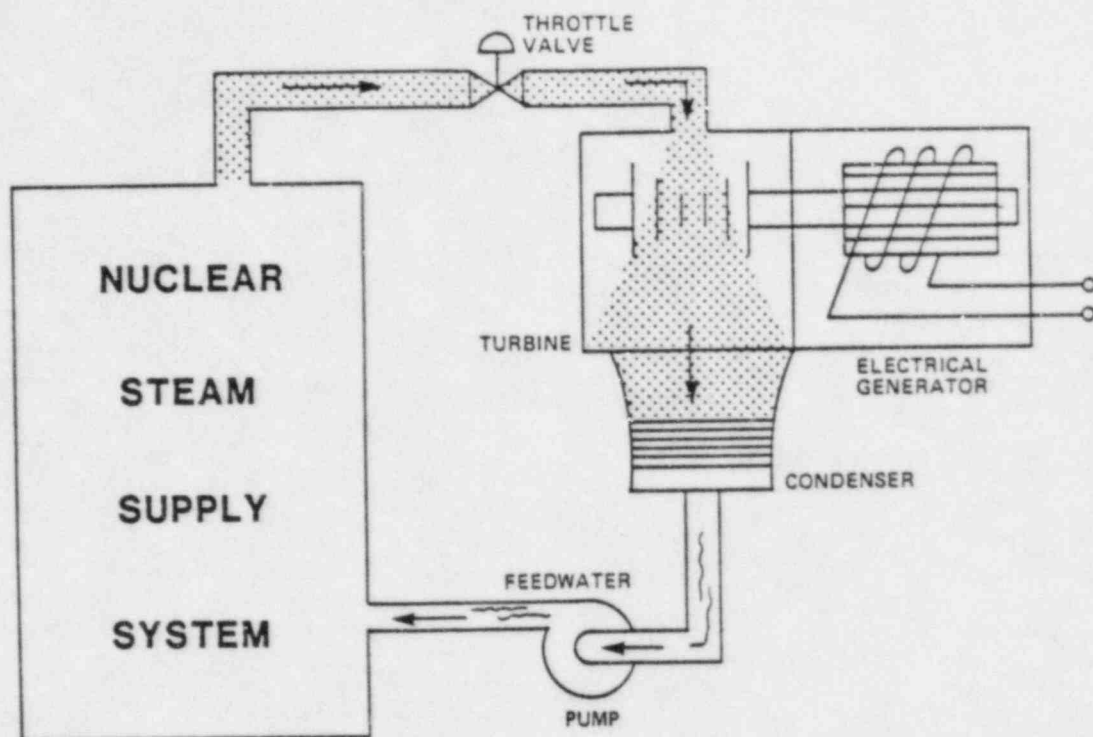 THROTTLE
VALVE
NUCLEAR
STEAM
SUPPLY
SYSTEM
TURBINE
ELECTRICAL
GENERATOR
CONDENSER
FEEDWATER
PUMP